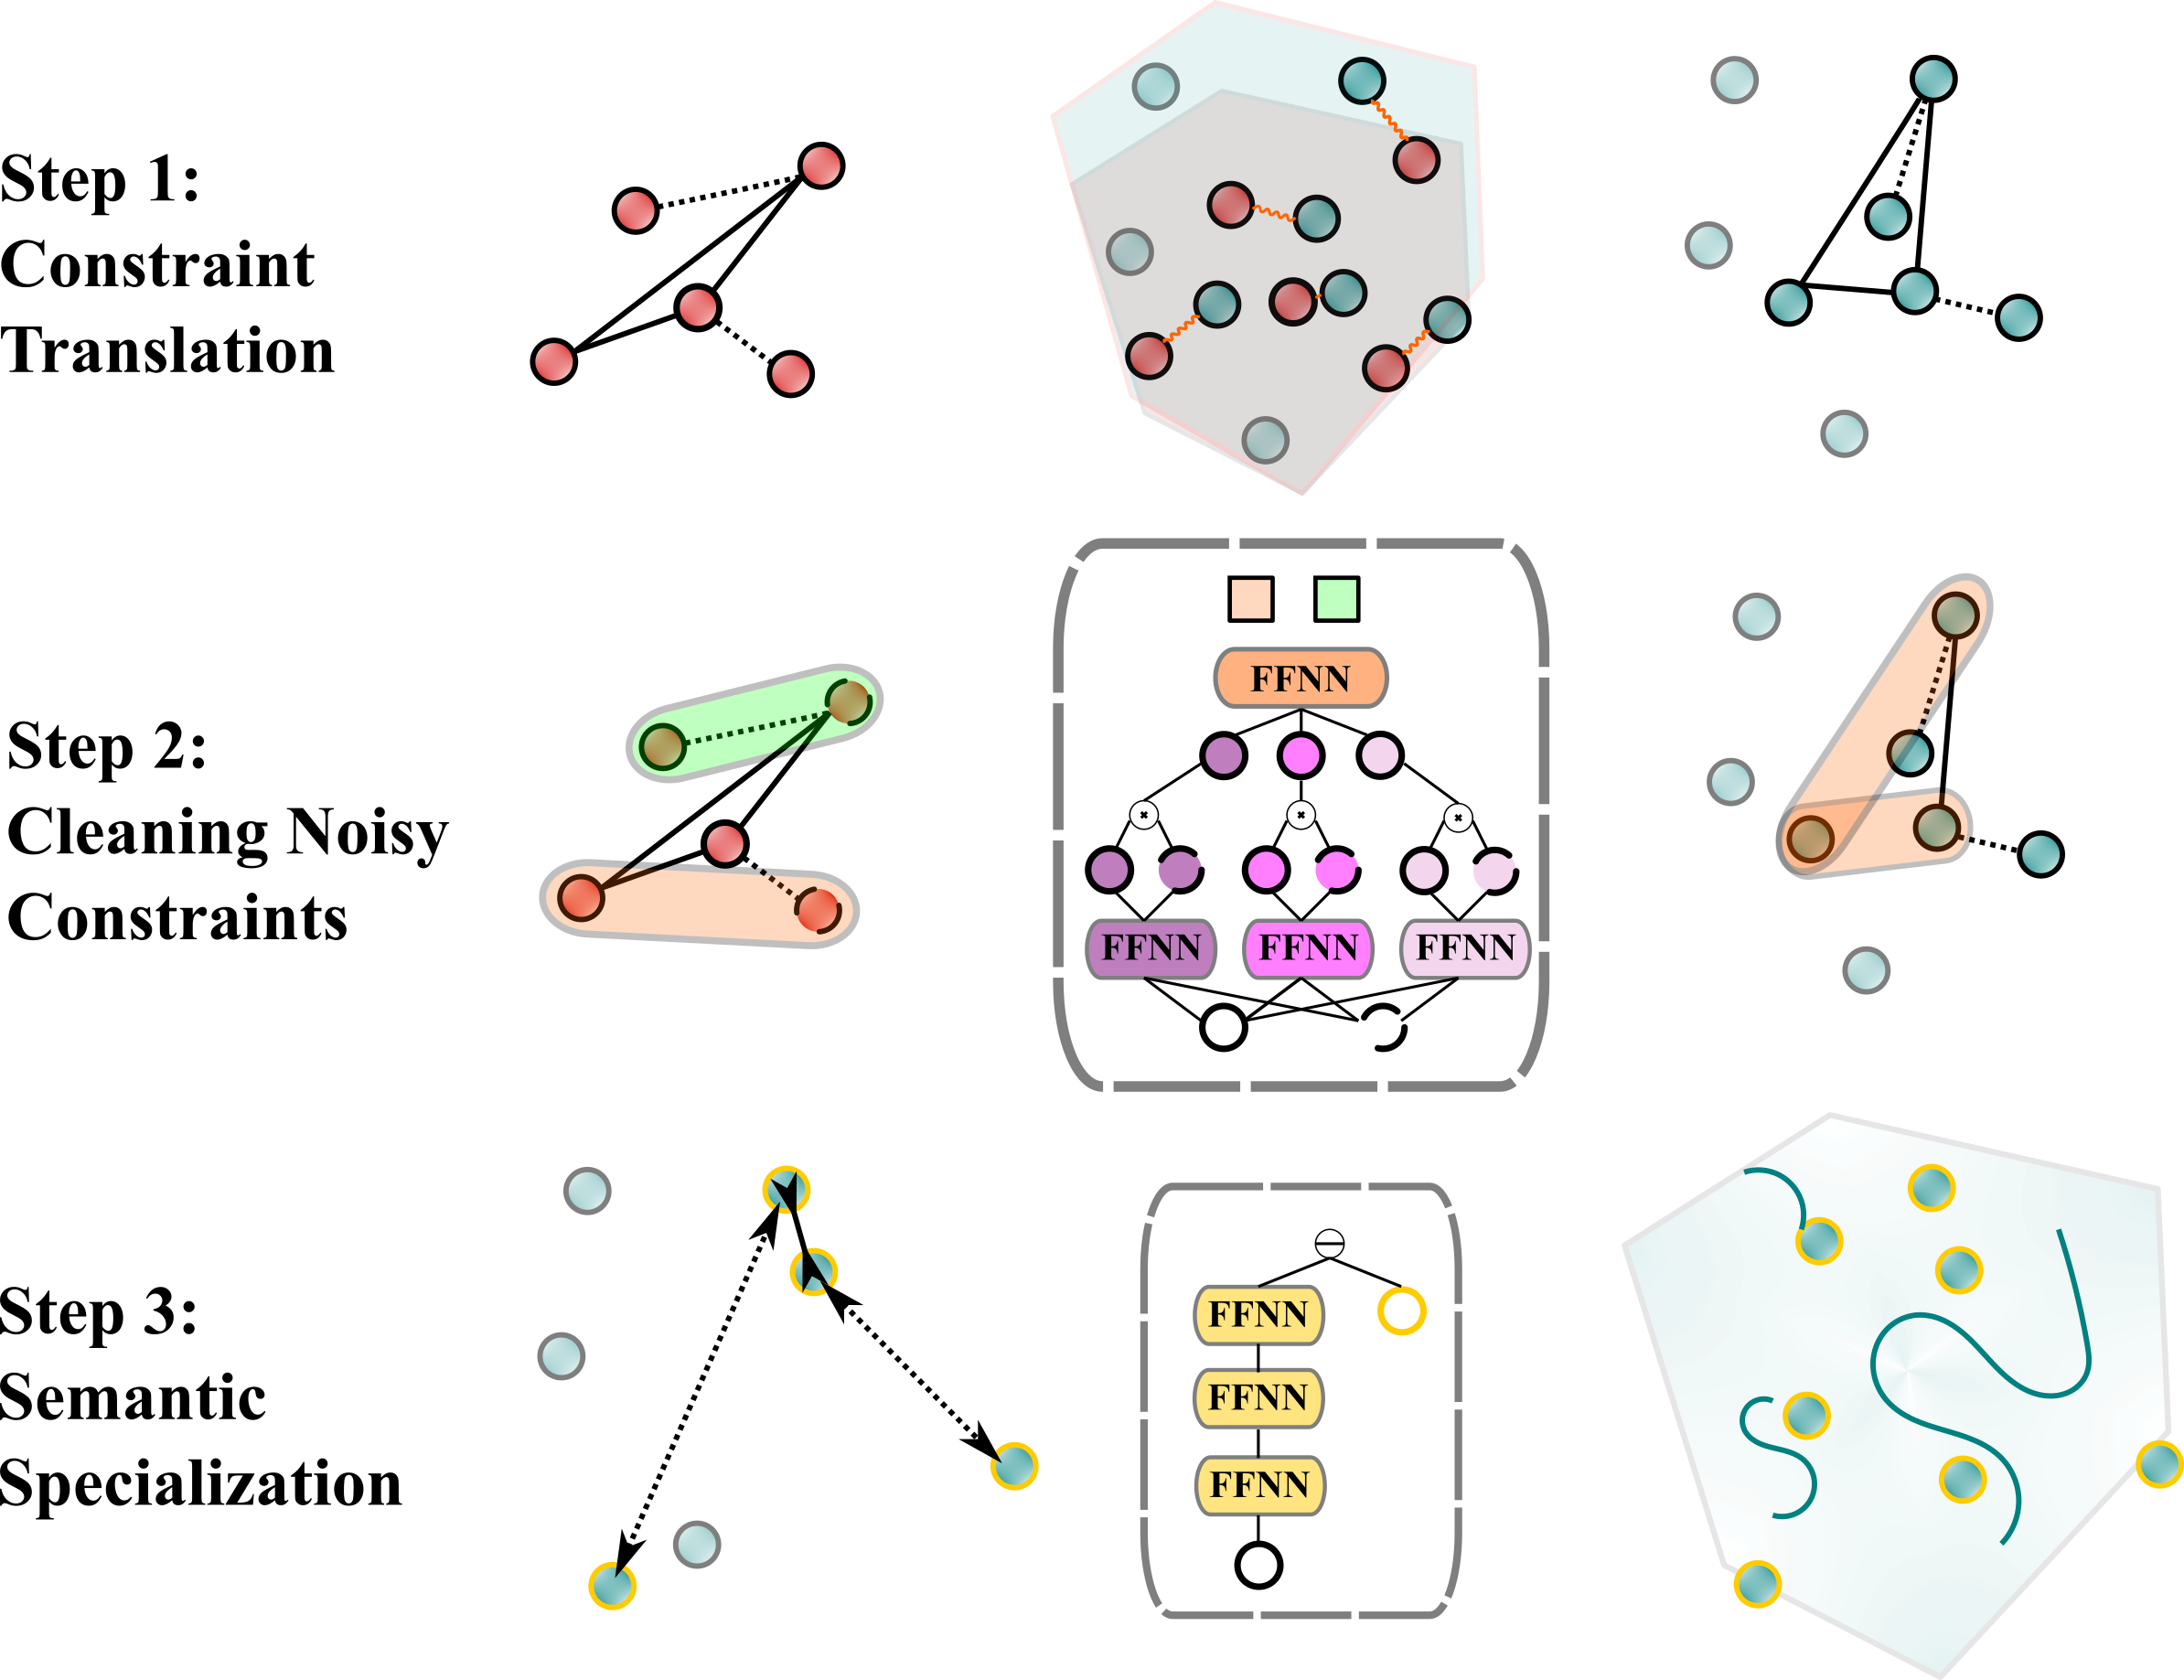 Step 1:
Constraint
Translation
Step 2:
Cleaning Noisy
Constraints
FFNN
FFNN FFNN FFNN
Step 3:
Semantic
Specialization
FFNN
FFNN
FFNN